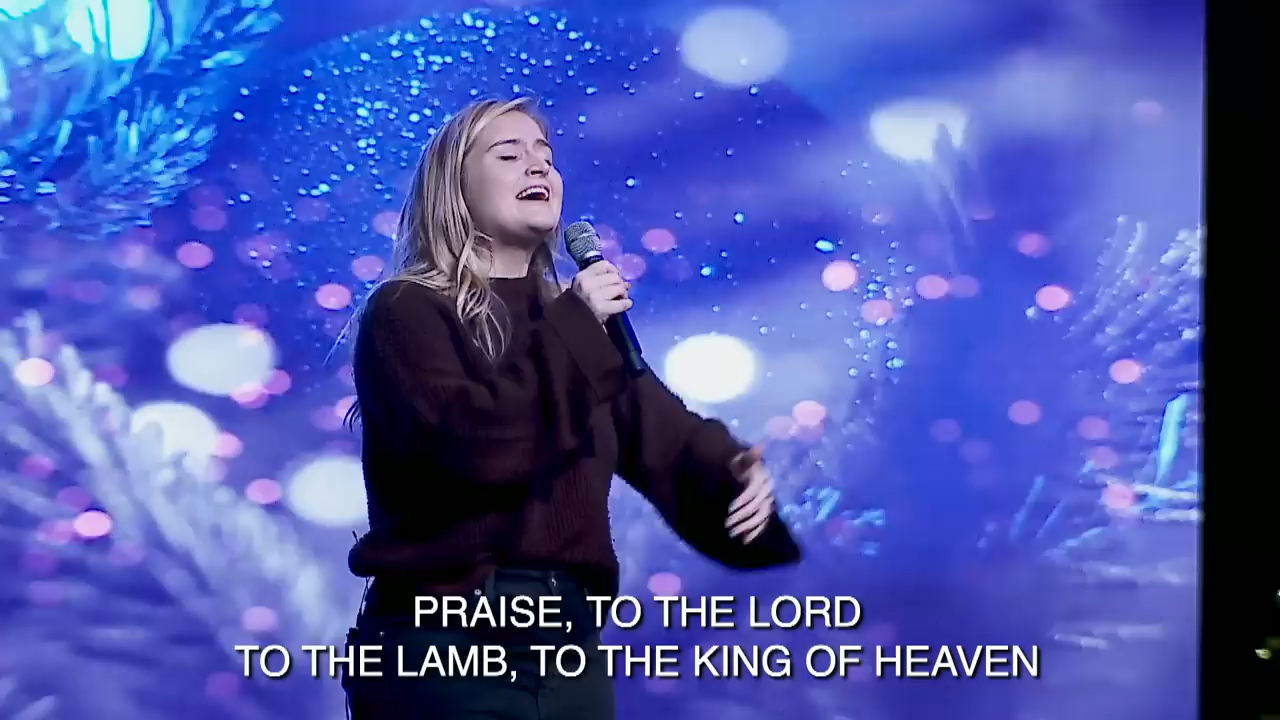 PRAISE, TO THE LORD
TO THE LAMB, TO THE KING OF HEAVEN